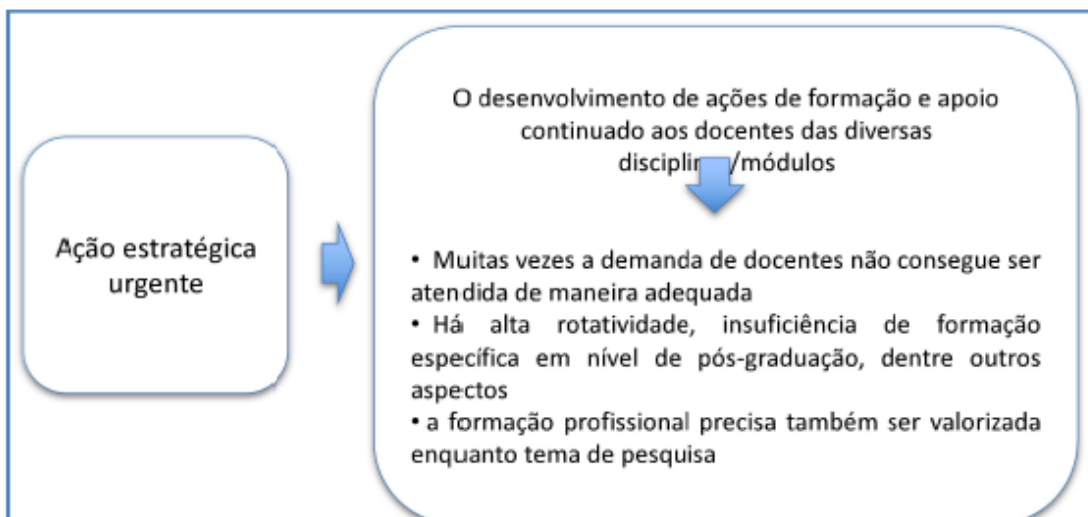 Ação estratégica
urgente
O desenvolvimento de ações de formação e apoio
continuado aos docentes das diversas
/módulos
• Muitas vezes a demanda de docentes não consegue ser
atendida de maneira adequada
• Há alta rotatividade, insuficiência de formação
específica em nível de pós-graduação, dentre outros
aspectos
• a formação profissional precisa também ser valorizada
enquanto tema de pesquisa